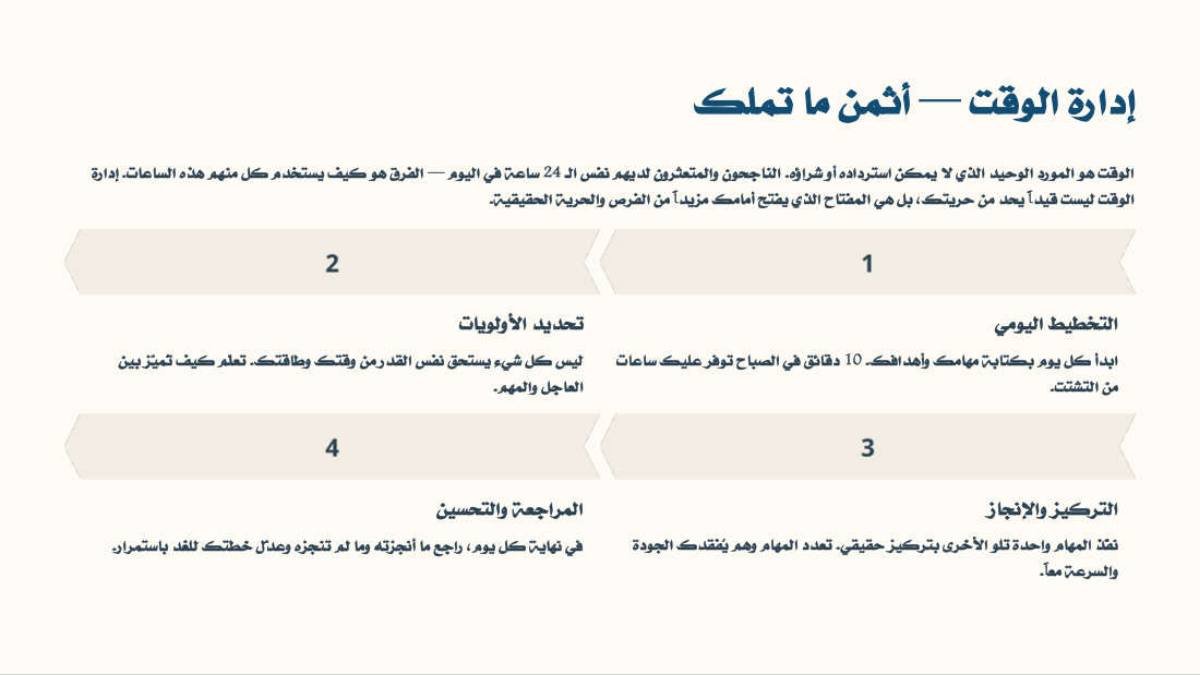 إدارة الوقت — أثمن ما تملك
الوقت هو المورد الوحيد الذي لا يمكن استرداده أو شراؤه. الناجحون والمتعثرون لديهم نفس الـ 24 ساعة في اليوم — الفرق هو كيف يستخدم كل منهم هذه الساعات. إدارة
الوقت ليست قيداً يحد من حريتك، بل هي المفتاح الذي يفتح أمامك مزيداً من الفرص والحرية الحقيقية.
1
التخطيط اليومي
ابدأ كل يوم بكتابة مهامك وأهدافك. 10 دقائق في الصباح توفر عليك ساعات
من التشتت.
2
تحديد الأولويات
ليس كل شيء يستحق نفس القدر من وقتك وطاقتك. تعلّم كيف تميّز بين
العاجل والمهم.
3
التركيز والإنجاز
نفّذ المهام واحدة تلو الأخرى بتركيز حقيقي. تعدد المهام وهم يُفقدك الجودة
والسرعة معاً.
4
المراجعة والتحسين
في نهاية كل يوم، راجع ما أنجزته وما لم تنجزه وعدّل خطتك للغد باستمرار.